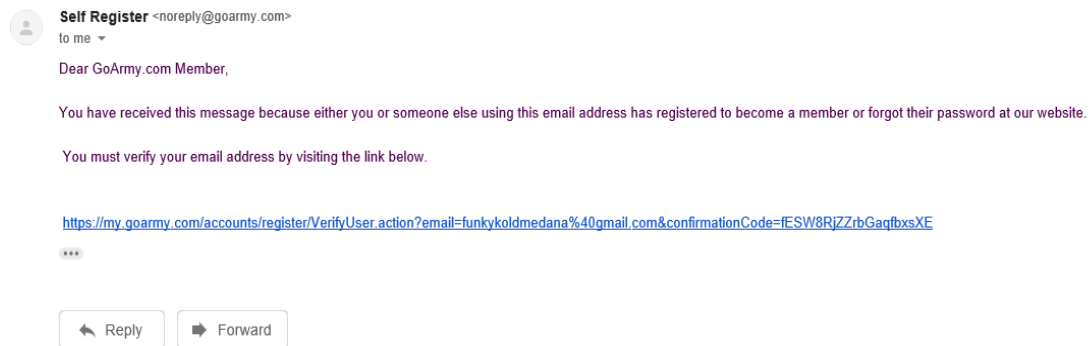 Self Register <noreply@goarmy.com>
to me
Dear GoArmy.com Member,
You have received this message because either you or someone else using this email address has registered to become a member or forgot their password at our website.
You must verify your email address by visiting the link below.
https://my.goarmy.com/accounts/register/VerifyUser.action?email=funkykoldmedana%40gmail.com&confirmationCode=fESW8RjZZrbGaqfbxsXE
Reply Forward